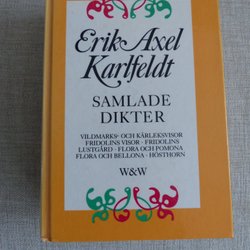 Erik Axel
Karlfeldt
SAMLADE
DIKTER
VILDMARKS- OCH KÄRLEKSVISOR
FRIDOLINS VISOR · FRIDOLINS
LUSTGÅRD · FLORA OCH POMONA
FLORA OCH BELLONA · HÖSTHORN
W&W